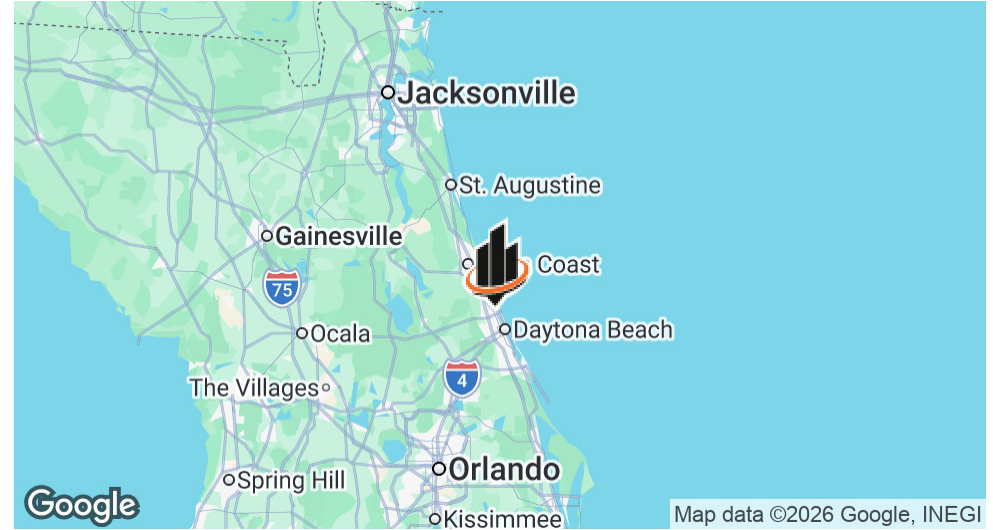 Jacksonville
St. Augustine
Gainesville
Coast
75
Ocala
Daytona Beach
4
The Villages
Orlando
Spring Hill
Kissimmee
Google
Map data ©2026 Google, INEGI